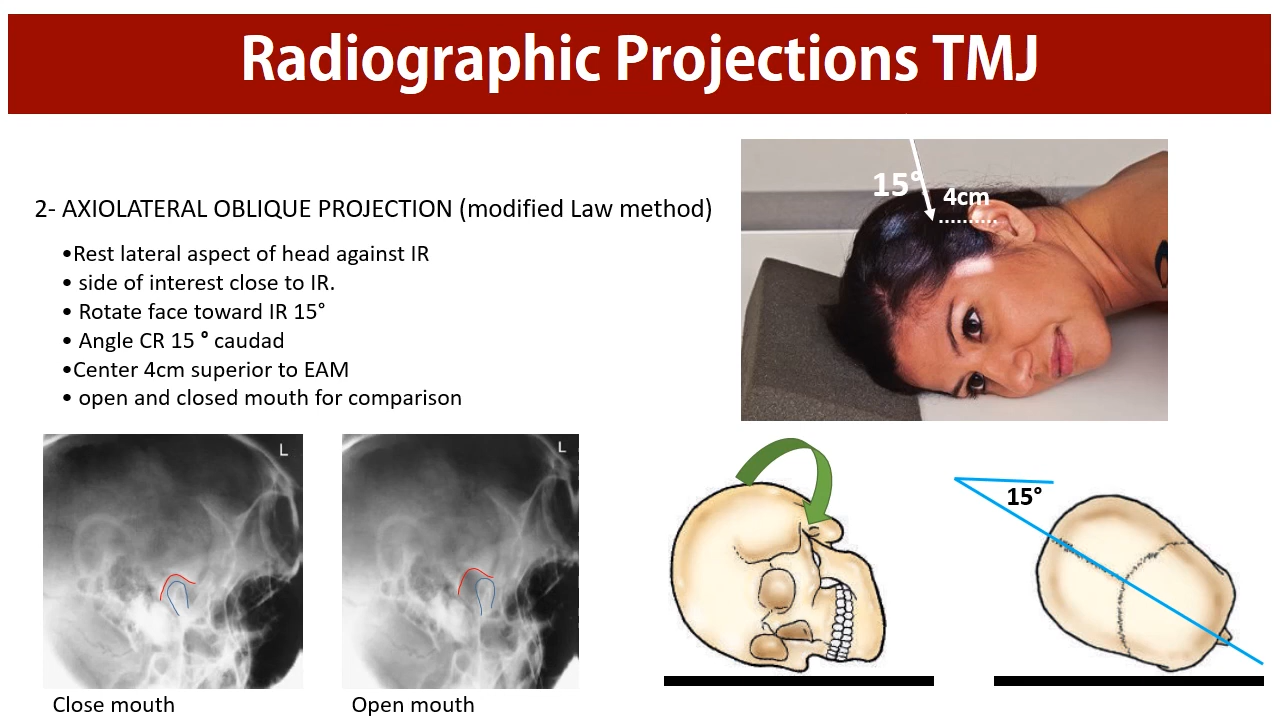 Radiographic Projections TMJ
2- AXIOLATERAL OBLIQUE PROJECTION (modified Law method)
•Rest lateral aspect of head against IR
• side of interest close to IR.
• Rotate face toward IR 15°
• Angle CR 15 ° caudad
•Center 4cm superior to EAM
• open and closed mouth for comparison
15°
4cm
L
L
15°
Close mouth
Open mouth